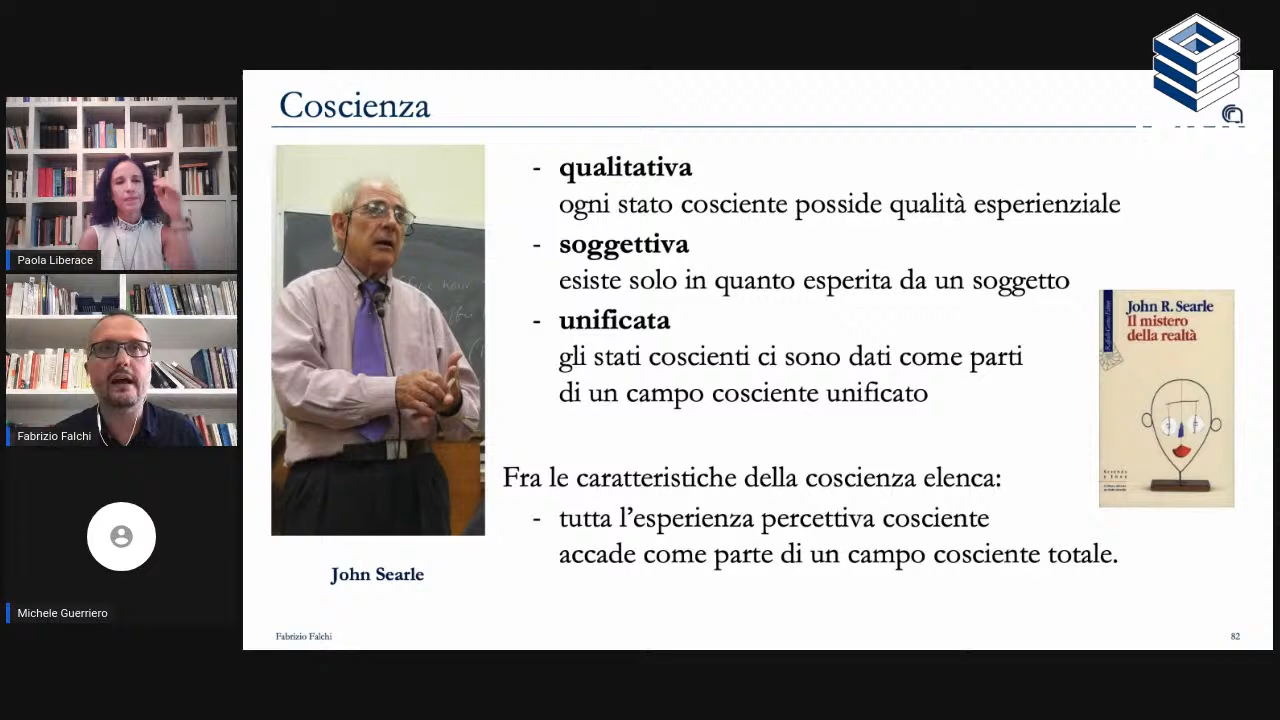 Coscienza
- qualitativa
ogni stato cosciente posside qualità esperienziale
- soggettiva
esiste solo in quanto esperita da un soggetto
- unificata
gli stati coscienti ci sono dati come parti
di un campo cosciente unificato
Fra le caratteristiche della coscienza elenca:
- tutta l’esperienza percettiva cosciente
accade come parte di un campo cosciente totale.
John Searle
John R. Searle
Il mistero
della realtà
Fabrizio Falchi
82
Paola Liberace
Fabrizio Falchi
Michele Guerriero